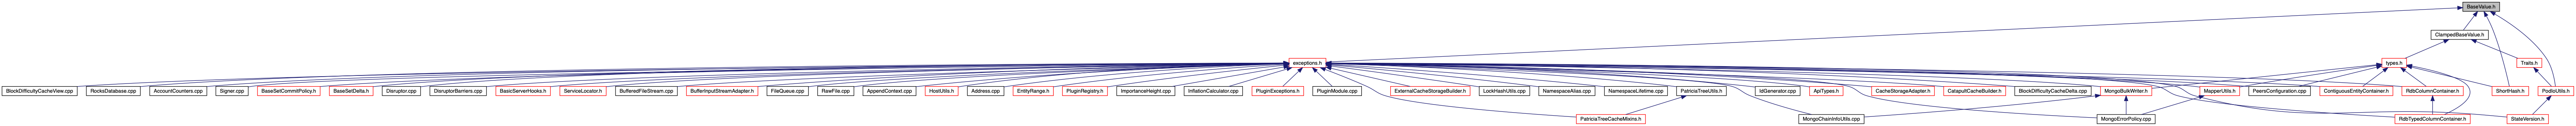 BaseValue.h
ClampedBaseValue.h
exceptions.h
types.h
Traits.h
BlockDifficultyCacheView.cpp
RocksDatabase.cpp
AccountCounters.cpp
Signer.cpp
BaseSetCommitPolicy.h
BaseSetDelta.h
Disruptor.cpp
DisruptorBarriers.cpp
BasicServerHooks.h
ServiceLocator.h
BufferedFileStream.cpp
BufferInputStreamAdapter.h
FileQueue.cpp
RawFile.cpp
AppendContext.cpp
HostUtils.h
Address.cpp
EntityRange.h
PluginRegistry.h
ImportanceHeight.cpp
InflationCalculator.cpp
PluginExceptions.h
PluginModule.cpp
ExternalCacheStorageBuilder.h
LockHashUtils.cpp
NamespaceAlias.cpp
NamespaceLifetime.cpp
PatriciaTreeUtils.h
IdGenerator.cpp
ApiTypes.h
CacheStorageAdapter.h
CatapultCacheBuilder.h
BlockDifficultyCacheDelta.cpp
MongoBulkWriter.h
MapperUtils.h
PeersConfiguration.cpp
ContiguousEntityContainer.h
RdbColumnContainer.h
ShortHash.h
PodIoUtils.h
PatriciaTreeCacheMixins.h
MongoChainInfoUtils.cpp
MongoErrorPolicy.cpp
RdbTypedColumnContainer.h
StateVersion.h